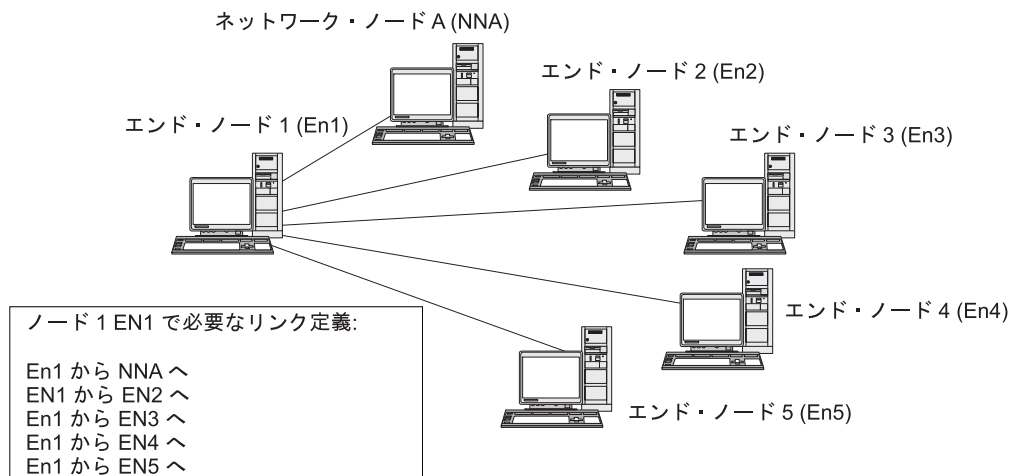 ネットワーク・ノード A (NNA)
エンド・ノード 2 (En2)
エンド・ノード 1 (En1)
エンド・ノード 3 (En3)
エンド・ノード 4 (En4)
エンド・ノード 5 (En5)
ノード 1 EN1 で必要なリンク定義:
En1 から NNA へ
EN1 から EN2 へ
En1 から EN3 へ
En1 から EN4 へ
En1 から EN5 へ